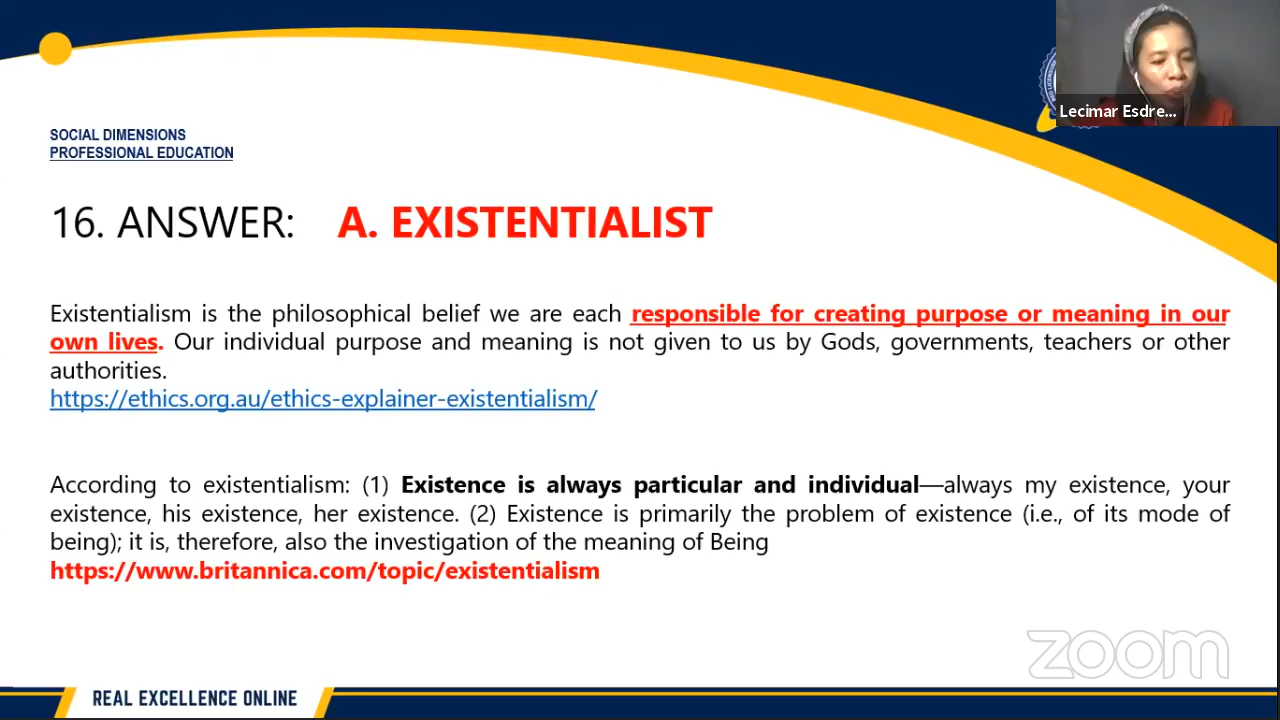 Lecimar Esdre...
SOCIAL DIMENSIONS
PROFESSIONAL EDUCATION
16. ANSWER: A. EXISTENTIALIST
Existentialism is the philosophical belief we are each responsible for creating purpose or meaning in our
own lives. Our individual purpose and meaning is not given to us by Gods, governments, teachers or other
authorities.
https://ethics.org.au/ethics-explainer-existentialism/
According to existentialism: (1) Existence is always particular and individual—always my existence, your
existence, his existence, her existence. (2) Existence is primarily the problem of existence (i.e., of its mode of
being); it is, therefore, also the investigation of the meaning of Being
https://www.britannica.com/topic/existentialism
zoom
REAL EXCELLENCE ONLINE